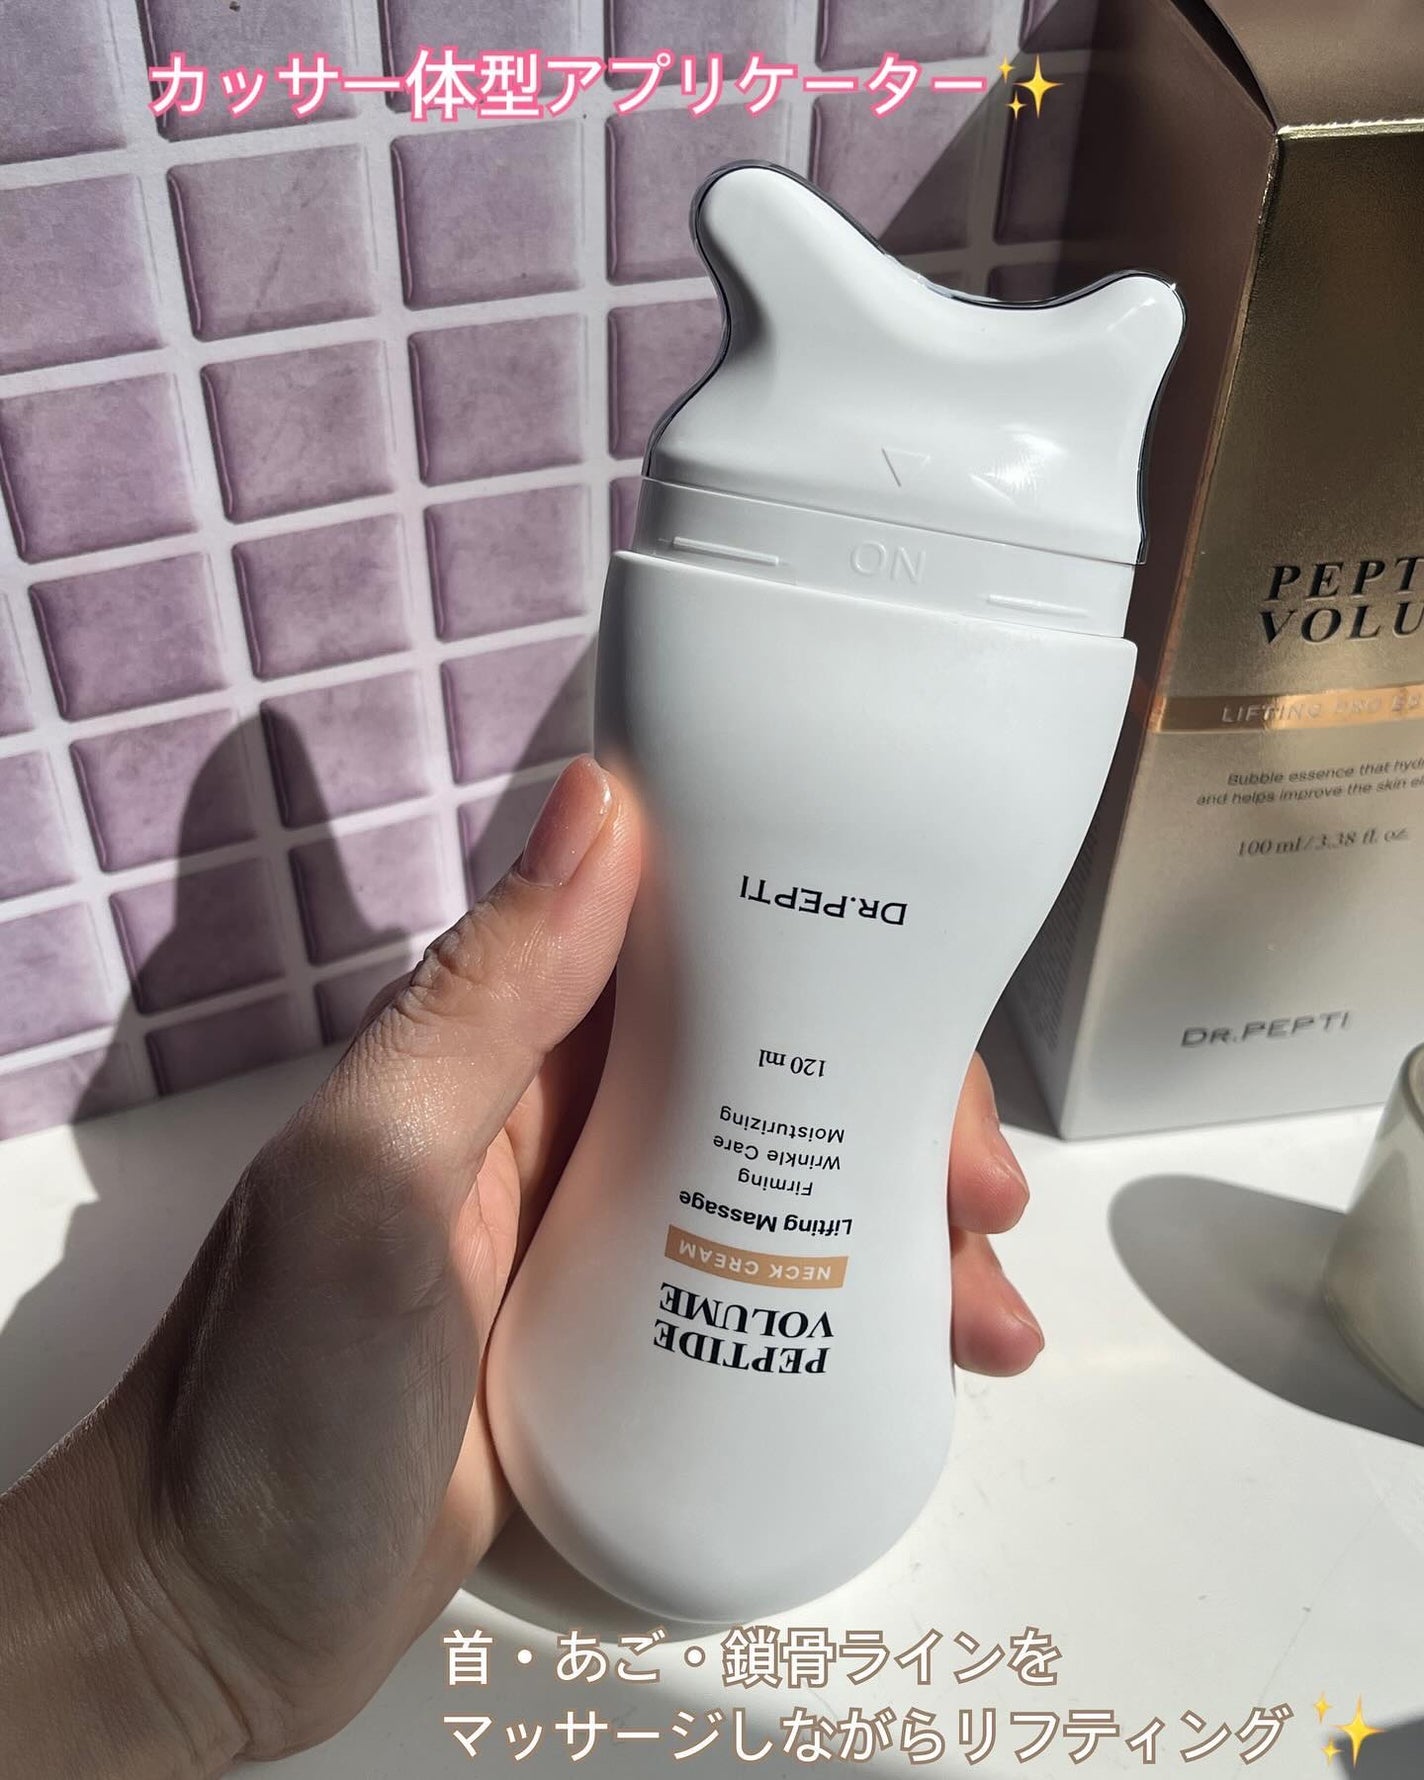 カッサ一体型アプリケーター✨
ON
PEPT
VOLU
LIFTING
Bubble essence that hyd
and helps improve the skin el
100 ml / 3.38 fl. oz.
DR.PEPTI
PEPTIDE
VOLUME
NECK CREAM
Lifting Massage
Firming
Wrinkle Care
Moisturizing
120 ml
DR.PEPTI
首・あご・鎖骨ラインを
マッサージしながらリフティング✨